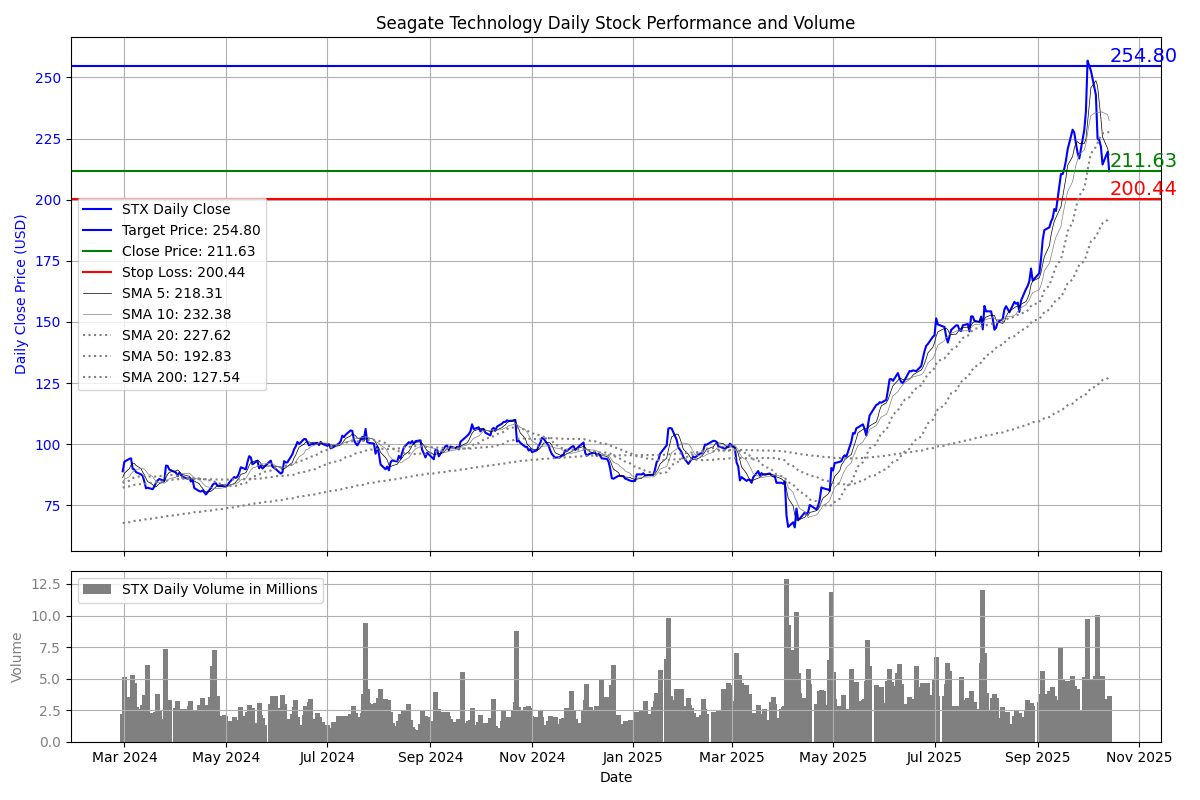 Seagate Technology Daily Stock Performance and Volume
Daily Close Price (USD)
250
225
200
175
150
125
100
75
254.80
211.63
200.44
STX Daily Close
Target Price: 254.80
Close Price: 211.63
Stop Loss: 200.44
SMA 5: 218.31
SMA 10: 232.38
SMA 20: 227.62
SMA 50: 192.83
SMA 200: 127.54
Volume
12.5
10.0
7.5
5.0
2.5
0.0
STX Daily Volume in Millions
Mar 2024 May 2024 Jul 2024 Sep 2024 Nov 2024 Jan 2025 Mar 2025 May 2025 Jul 2025 Sep 2025 Nov 2025
Date